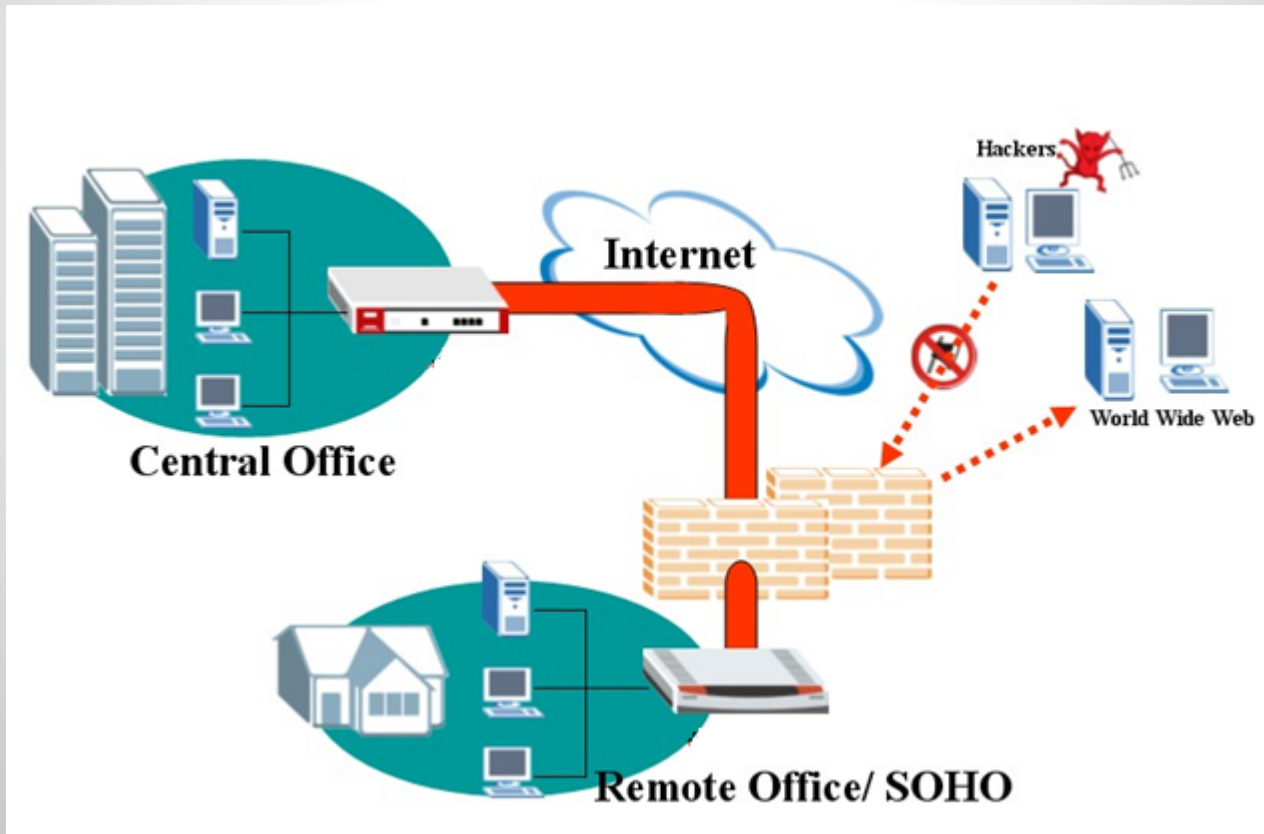 Hackers
Internet
World Wide Web
Central Office
Remote Office/ SOHO